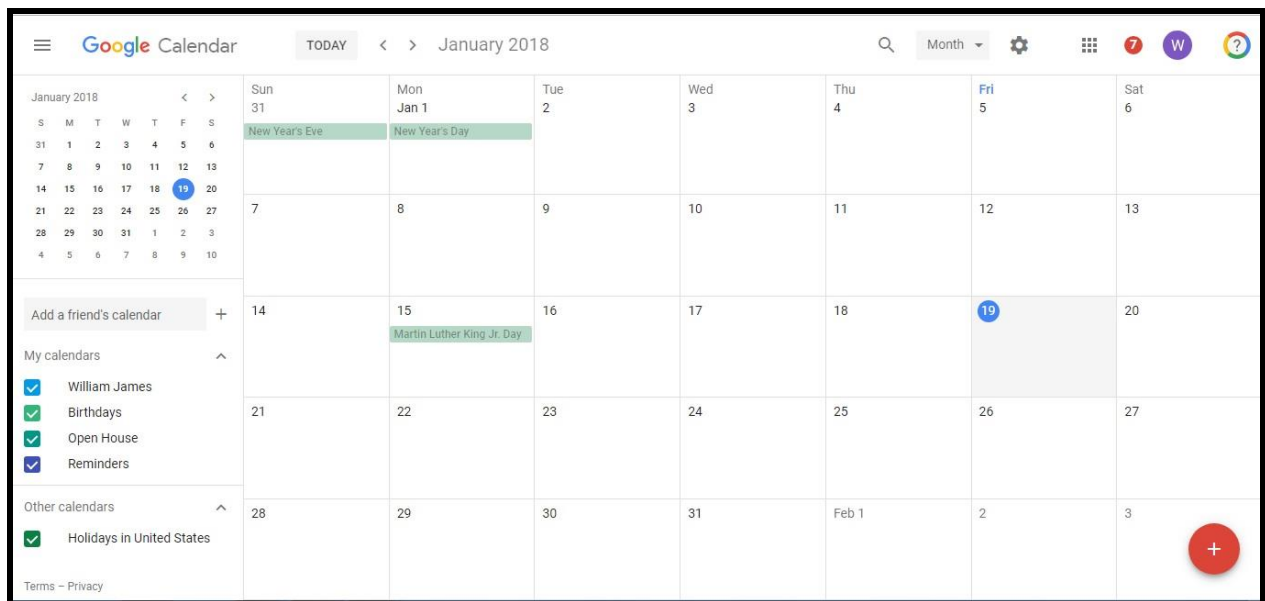 Google Calendar TODAY < > January 2018 Month 7 W ?
January 2018 < >
S M T W T F S
31 1 2 3 4 5 6
7 8 9 10 11 12 13
14 15 16 17 18 19 20
21 22 23 24 25 26 27
28 29 30 31 1 2 3
4 5 6 7 8 9 10
Add a friend's calendar +
My calendars
William James
Birthdays
Open House
Reminders
Other calendars
Holidays in United States
Terms – Privacy
Sun Mon Tue Wed Thu Fri Sat
31 Jan 1 2 3 4 5 6
New Year's Eve New Year's Day
7 8 9 10 11 12 13
14 15 16 17 18 19 20
Martin Luther King Jr. Day
21 22 23 24 25 26 27
28 29 30 31 Feb 1 2 3
+